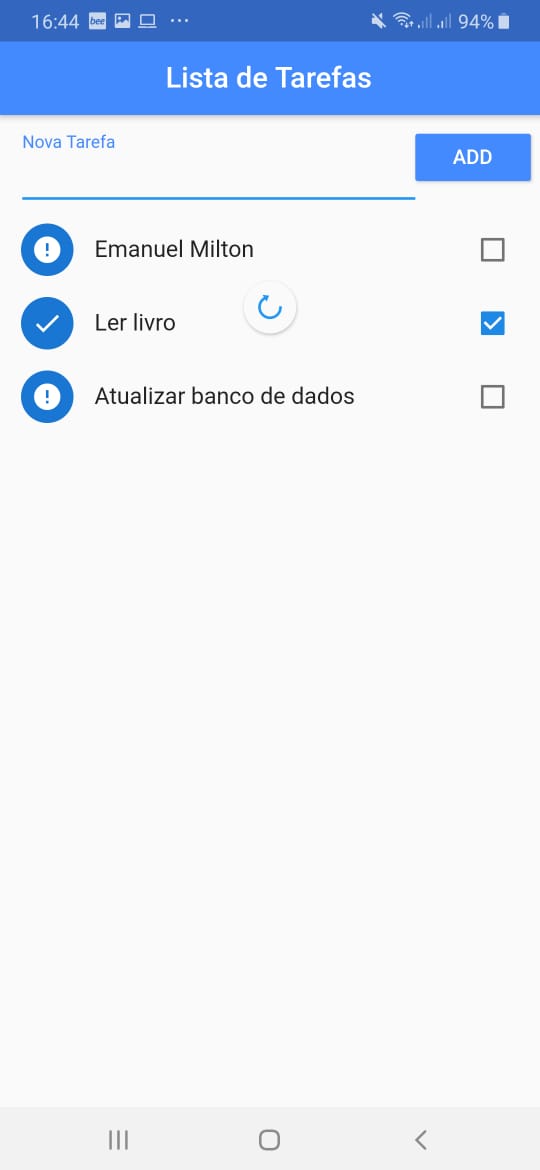 16:44 bee 94%
Lista de Tarefas
Nova Tarefa
ADD
Emanuel Milton
Ler livro
Atualizar banco de dados